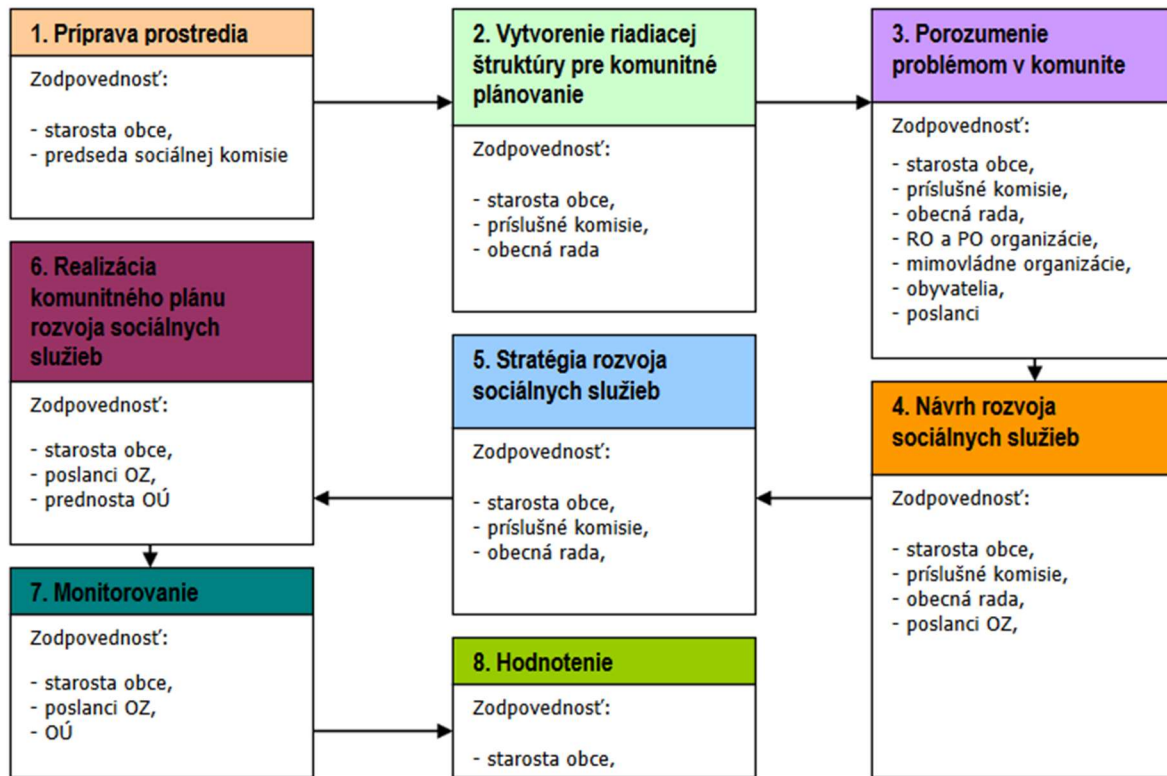 1. Príprava prostredia
Zodpovednosť:
- starosta obce,
- predseda sociálnej komisie
2. Vytvorenie riadiacej
štruktúry pre komunitné
plánovanie
Zodpovednosť:
- starosta obce,
- príslušné komisie,
- obecná rada
3. Porozumenie
problémom v komunite
Zodpovednosť:
- starosta obce,
- príslušné komisie,
- obecná rada,
- RO a PO organizácie,
- mimovládne organizácie,
- obyvatelia,
- poslanci
4. Návrh rozvoja
sociálnych služieb
Zodpovednosť:
- starosta obce,
- príslušné komisie,
- obecná rada,
- poslanci OZ,
5. Stratégia rozvoja
sociálnych služieb
Zodpovednosť:
- starosta obce,
- príslušné komisie,
- obecná rada,
6. Realizácia
komunitného plánu
rozvoja sociálnych
služieb
Zodpovednosť:
- starosta obce,
- poslanci OZ,
- prednosta OÚ
7. Monitorovanie
Zodpovednosť:
- starosta obce,
- poslanci OZ,
- OÚ
8. Hodnotenie
Zodpovednosť:
- starosta obce,